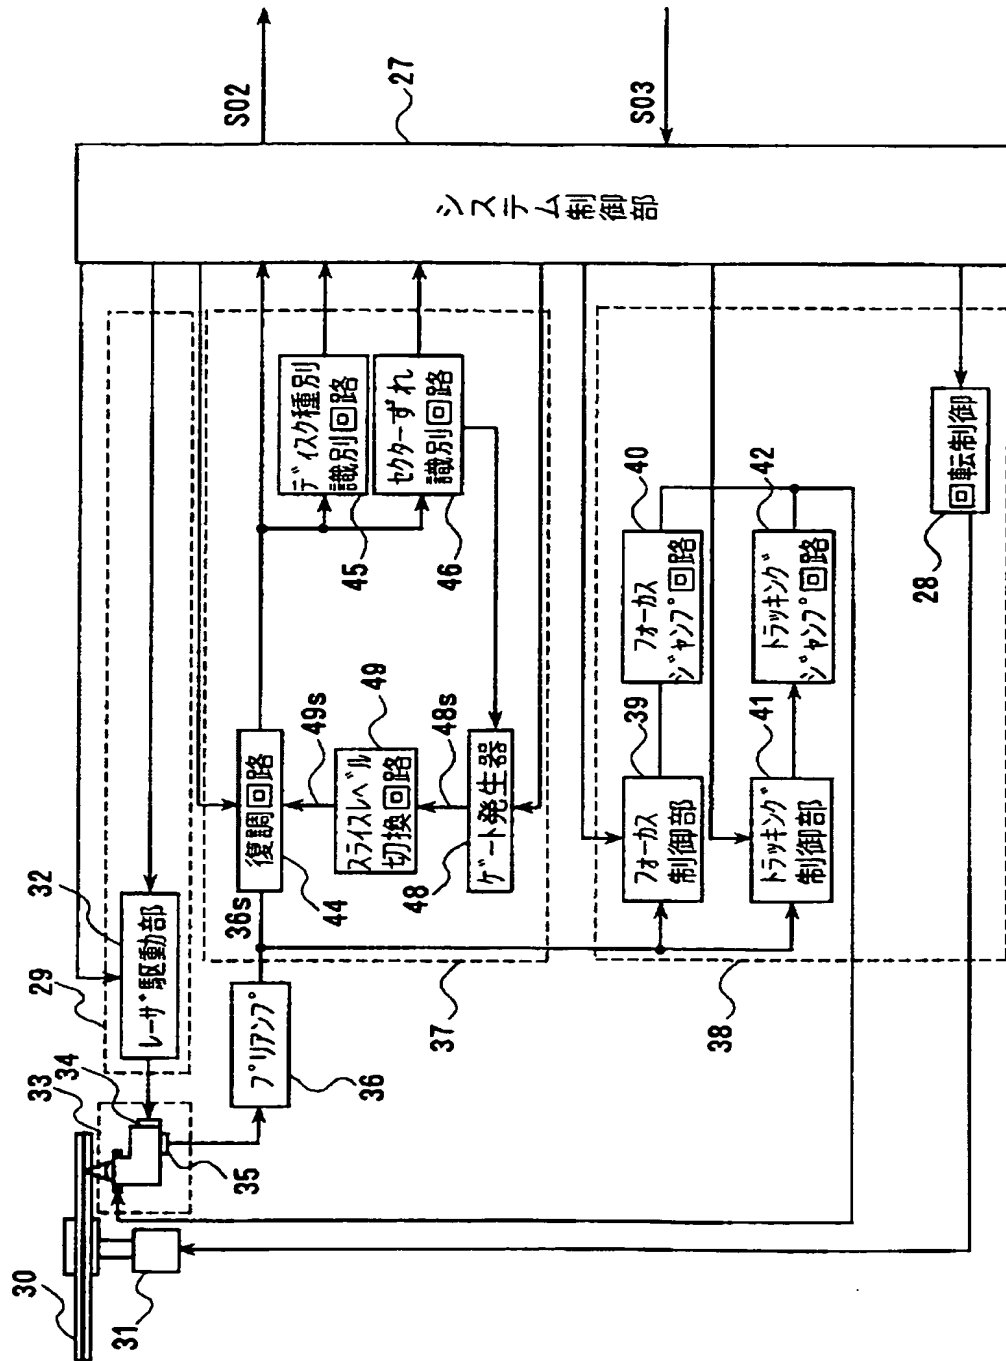 30
31
33
34
35
29
32
レーザ駆動部
プリアンプ
36
36s
復調回路
44
49s
スライスレベル
切換回路
49
48s
ゲート発生器
48
ディスク種別
識別回路
45
セクターずれ
識別回路
46
37
フォーカス
制御部
39
フォーカス
ジャンプ回路
40
トラッキング
制御部
41
トラッキング
ジャンプ回路
42
38
回転制御
28
システム制御部
27
S02
S03